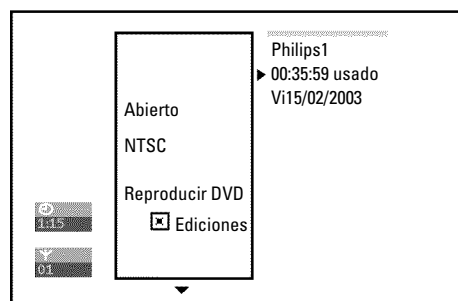 Philips1
00:35:59 usado
Vi15/02/2003
Abierto
NTSC
Reproducir DVD
Ediciones
1:15
01